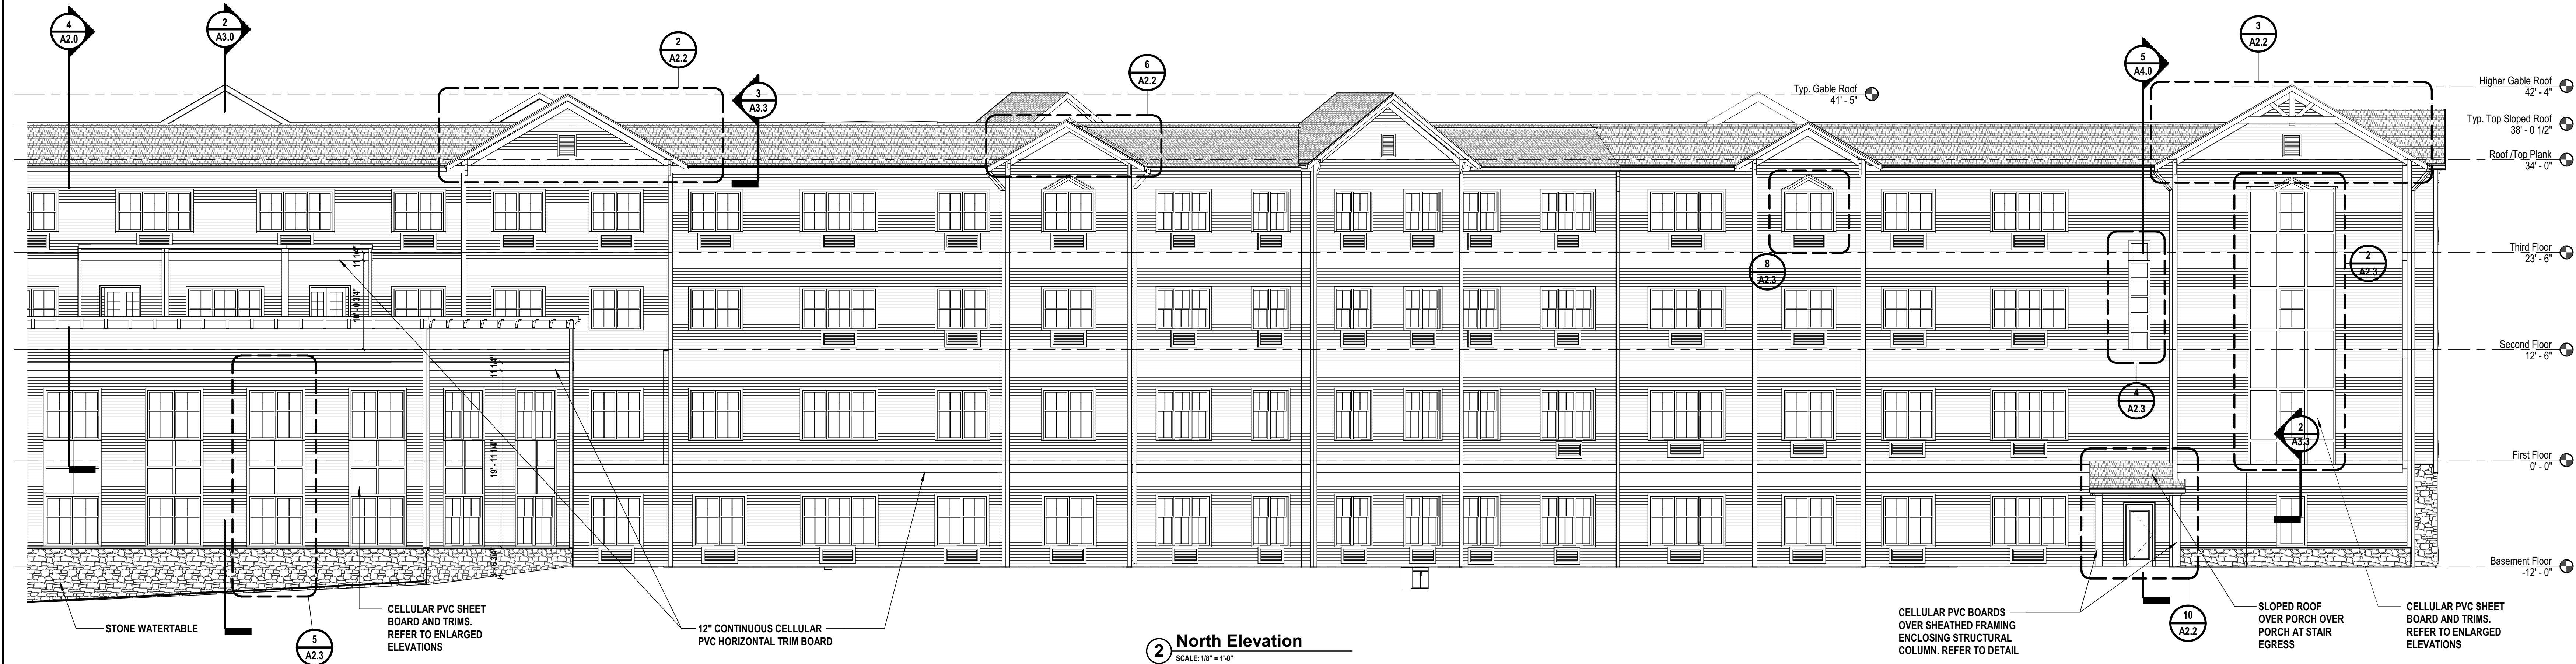 4
A2.0
2
A3.0
2
A2.2
3
A3.3
6
A2.2
5
A4.0
3
A2.2
Typ. Gable Roof
41' - 5"
Higher Gable Roof
42' - 4"
Typ. Top Sloped Roof
38' - 0 1/2"
Roof /Top Plank
34' - 0"
Third Floor
23' - 6"
Second Floor
12' - 6"
First Floor
0' - 0"
Basement Floor
-12' - 0"
11 1/4"
10' - 0 3/4"
11 1/4"
19' - 11 1/4"
8
A2.3
2
A2.3
4
A2.3
2
A3.3
STONE WATERTABLE
5
A2.3
CELLULAR PVC SHEET
BOARD AND TRIMS.
REFER TO ENLARGED
ELEVATIONS
12" CONTINUOUS CELLULAR
PVC HORIZONTAL TRIM BOARD
2
North Elevation
SCALE: 1/8" = 1'-0"
CELLULAR PVC BOARDS
OVER SHEATHED FRAMING
ENCLOSING STRUCTURAL
COLUMN. REFER TO DETAIL
10
A2.2
SLOPED ROOF
OVER PORCH OVER
PORCH AT STAIR
EGRESS
CELLULAR PVC SHEET
BOARD AND TRIMS.
REFER TO ENLARGED
ELEVATIONS